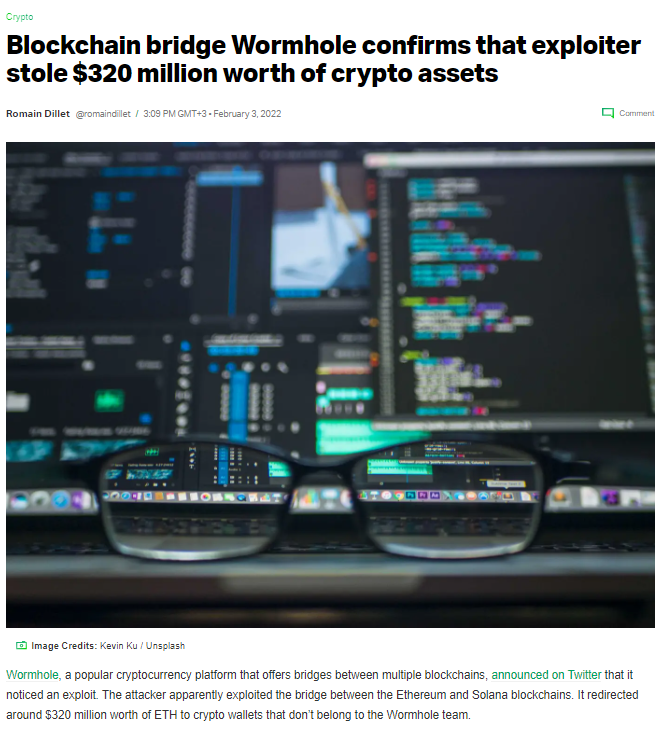 Crypto
Blockchain bridge Wormhole confirms that exploiter
stole $320 million worth of crypto assets
Romain Dillet @romaindillet / 3:09 PM GMT+3 • February 3, 2022
Comment
Image Credits: Kevin Ku / Unsplash
Wormhole, a popular cryptocurrency platform that offers bridges between multiple blockchains, announced on Twitter that it
noticed an exploit. The attacker apparently exploited the bridge between the Ethereum and Solana blockchains. It redirected
around $320 million worth of ETH to crypto wallets that don’t belong to the Wormhole team.